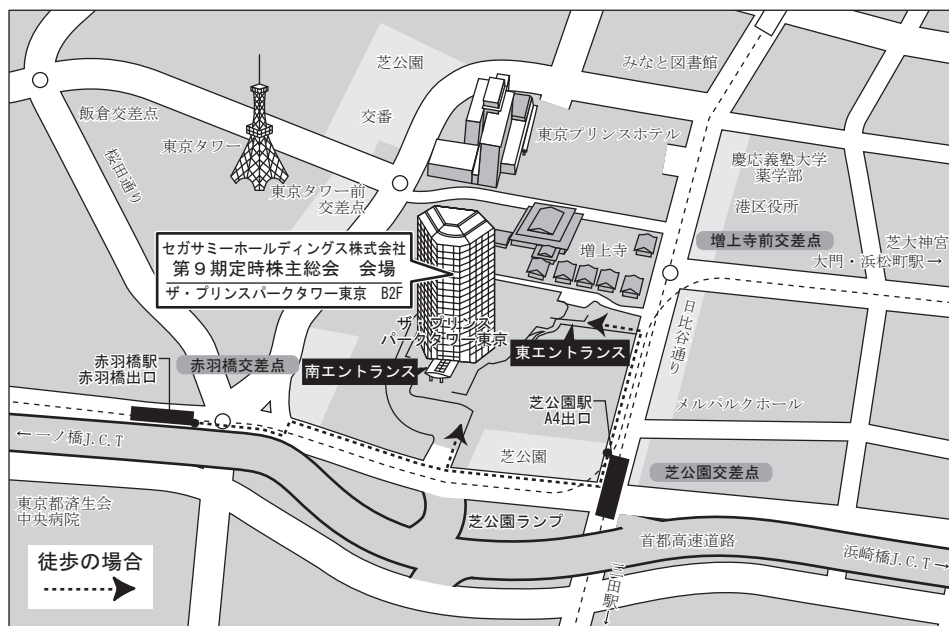 芝公園
みなと図書館
飯倉交差点
交番
東京タワー
東京プリンスホテル
桜田通り
東京タワー前
交差点
慶応義塾大学
薬学部
港区役所
増上寺
増上寺前交差点
芝大神宮
大門・浜松町駅→
セガサミーホールディングス株式会社
第9期定時株主総会 会場
ザ・プリンスパークタワー東京 B2F
日比谷通り
ザ・プリンス
パークタワー東京
東エントランス
南エントランス
赤羽橋駅
赤羽橋出口
赤羽橋交差点
芝公園駅
A4出口
メルパルクホール
←一ノ橋J.C.T
芝公園
芝公園交差点
東京都済生会
中央病院
芝公園ランプ
首都高速道路
浜崎橋J.C.T→
徒歩の場合
三田駅→